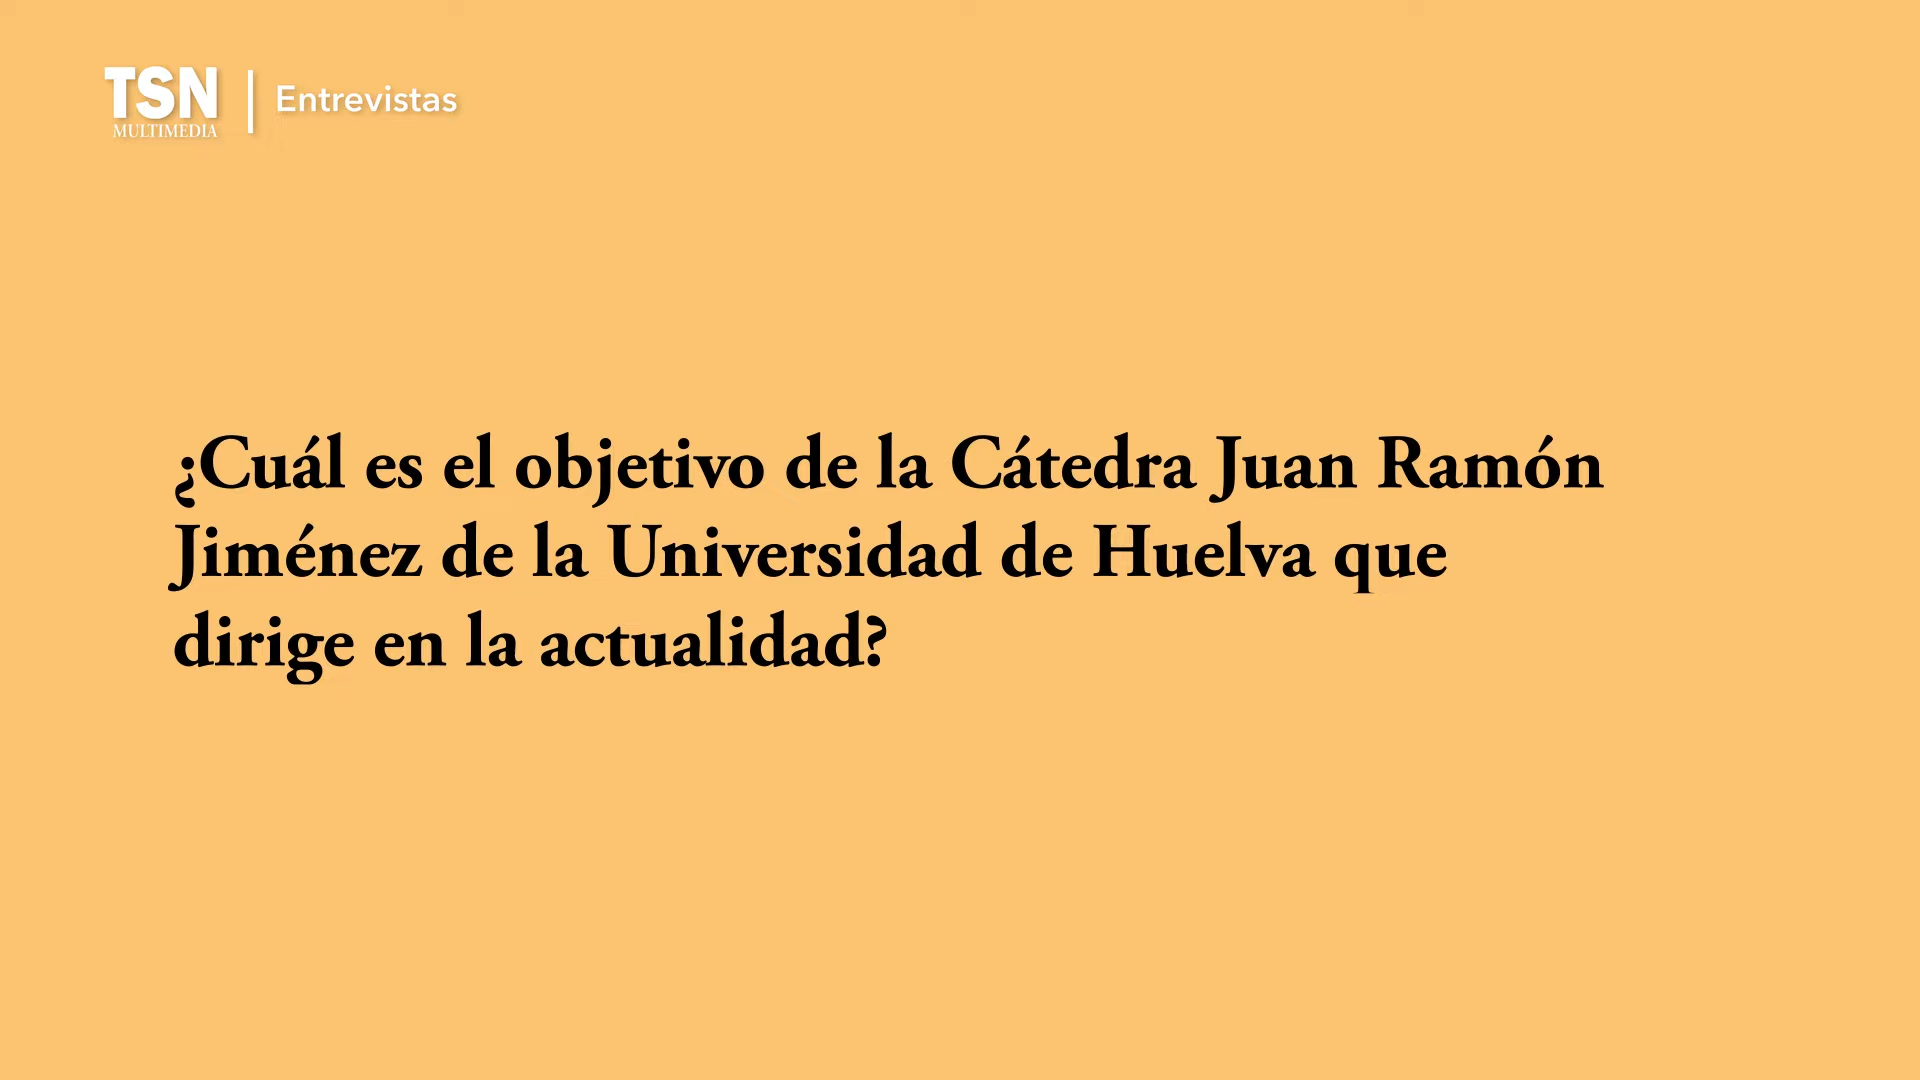 TSN
MULTIMEDIA
Entrevistas
¿Cuál es el objetivo de la Cátedra Juan Ramón
Jiménez de la Universidad de Huelva que
dirige en la actualidad?